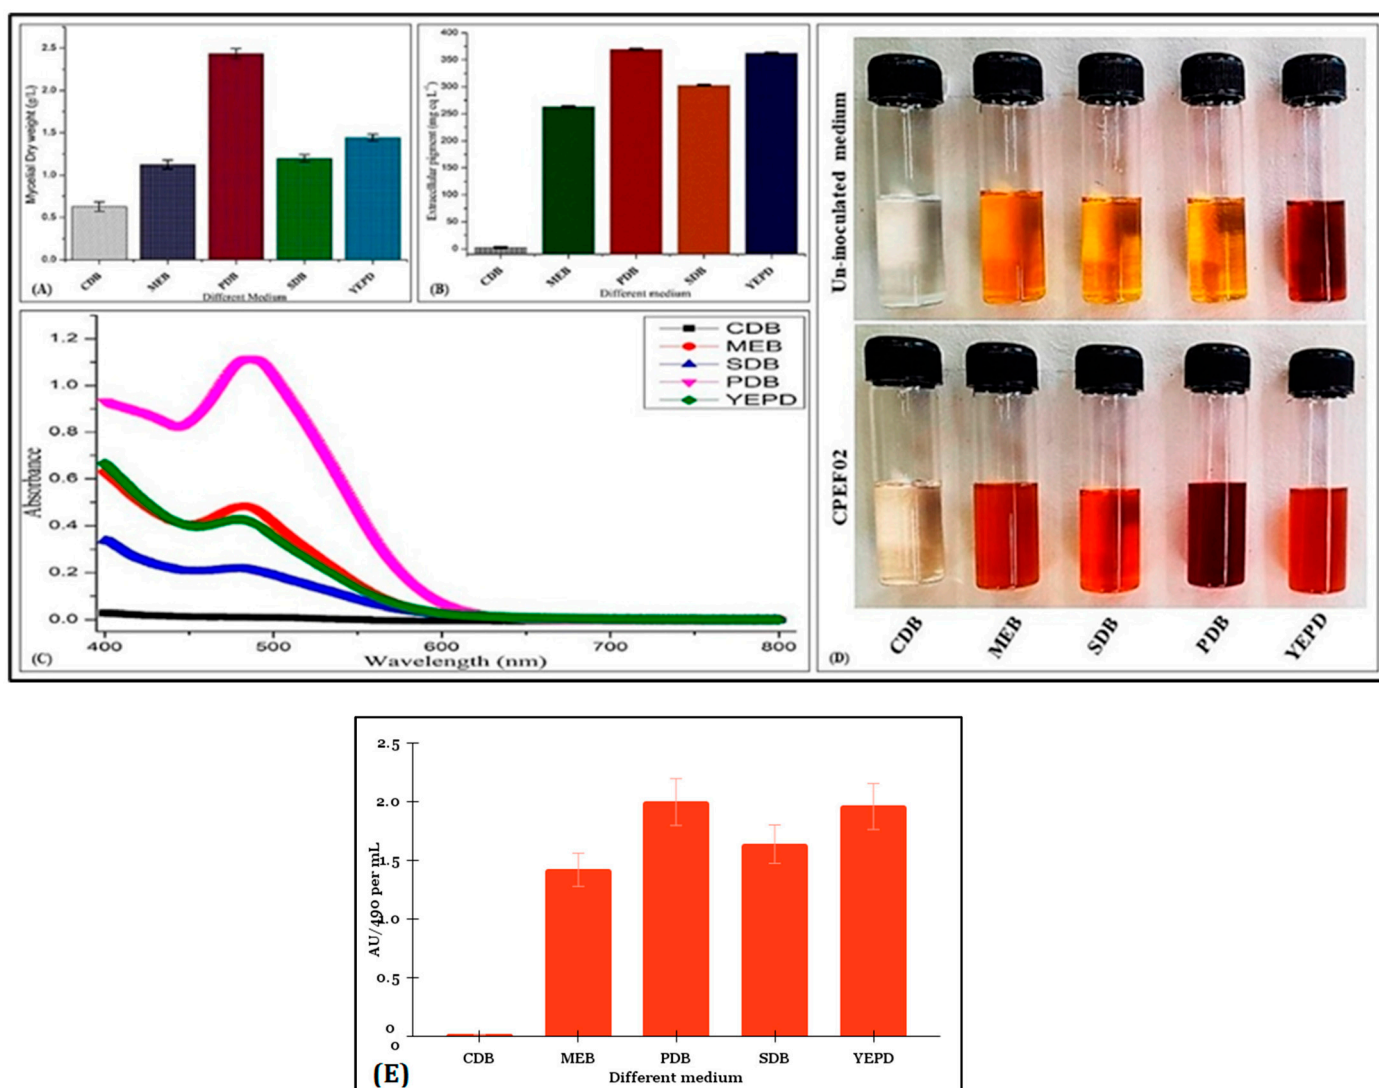 Mycelial Dry weight (g/L)
2.5
2.0
1.5
1.0
0.5
0.0
CDB
MEB
PDB
SDB
YEPD
(A)
Different Medium
Extracellular pigment (mg eq L⁻¹)
400
350
300
250
200
150
100
50
0
CDB
MEB
PDB
SDB
YEPD
(B)
Different medium
Absorbance
1.2
1.0
0.8
0.6
0.4
0.2
0.0
400
500
600
700
800
(C)
Wavelength (nm)
CDB
MEB
SDB
PDB
YEPD
Un-inoculated medium
CPEF02
CDB
MEB
SDB
PDB
YEPD
(D)
AU/490 per mL
2.5
2.0
1.5
1.0
0.5
0
0
CDB
MEB
PDB
SDB
YEPD
(E)
Different medium